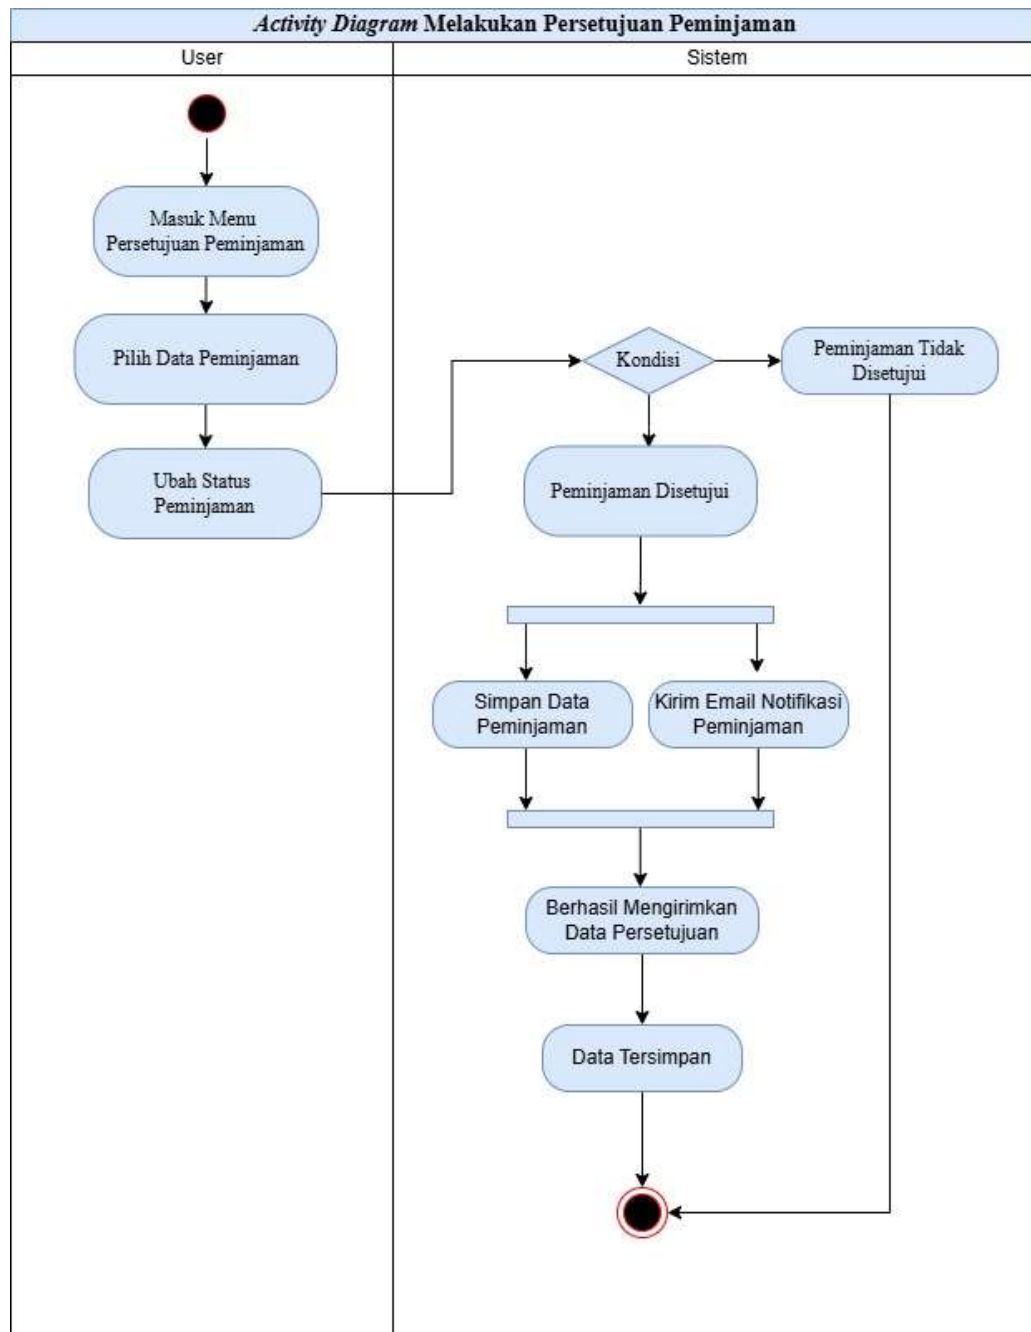 Activity Diagram Melakukan Persetujuan Peminjaman
User
Sistem
Masuk Menu
Persetujuan Peminjaman
Pilih Data Peminjaman
Ubah Status
Peminjaman
Kondisi
Peminjaman Tidak
Disetujui
Peminjaman Disetujui
Simpan Data
Peminjaman
Kirim Email Notifikasi
Peminjaman
Berhasil Mengirimkan
Data Persetujuan
Data Tersimpan